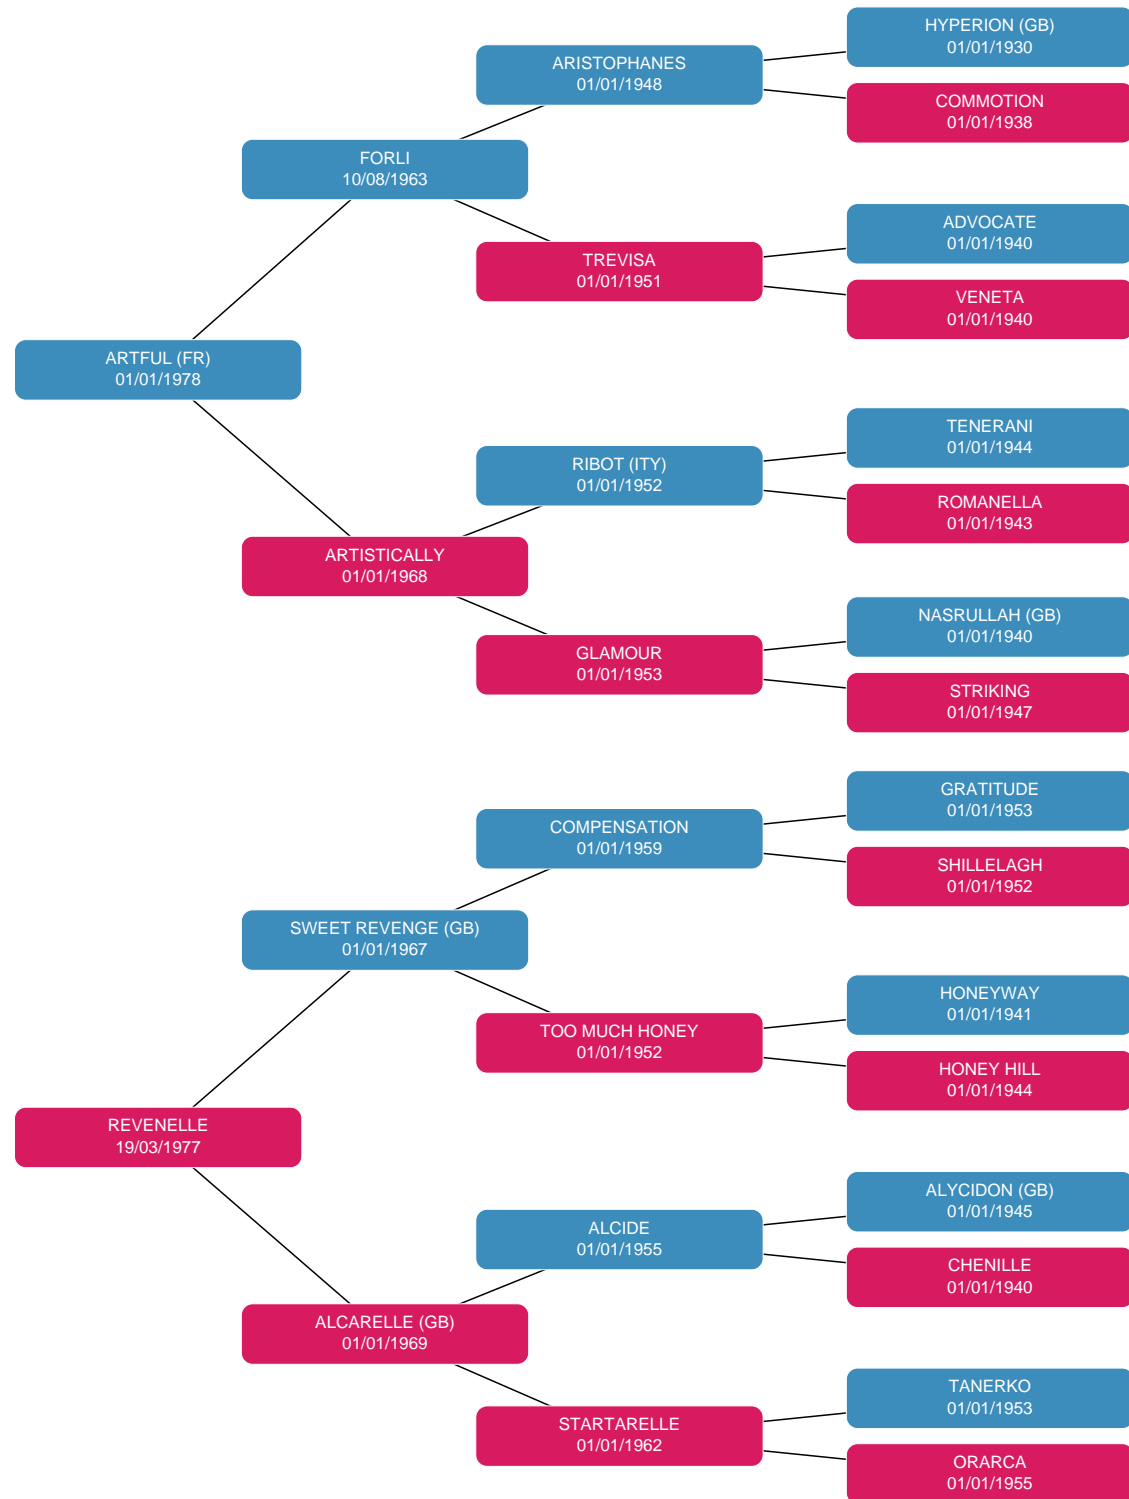 HYPERION (GB)
01/01/1930
ARISTOPHANES
01/01/1948
COMMOTION
01/01/1938
FORLI
10/08/1963
ADVOCATE
01/01/1940
TREVISA
01/01/1951
VENETA
01/01/1940
ARTFUL (FR)
01/01/1978
TENERANI
01/01/1944
RIBOT (ITY)
01/01/1952
ROMANELLA
01/01/1943
ARTISTICALLY
01/01/1968
NASRULLAH (GB)
01/01/1940
GLAMOUR
01/01/1953
STRIKING
01/01/1947
GRATITUDE
01/01/1953
COMPENSATION
01/01/1959
SHILLELAGH
01/01/1952
SWEET REVENGE (GB)
01/01/1967
HONEYWAY
01/01/1941
TOO MUCH HONEY
01/01/1952
HONEY HILL
01/01/1944
REVENELLE
19/03/1977
ALYCIDON (GB)
01/01/1945
ALCIDE
01/01/1955
CHENILLE
01/01/1940
ALCARELLE (GB)
01/01/1969
TANERKO
01/01/1953
STARTARELLE
01/01/1962
ORARCA
01/01/1955